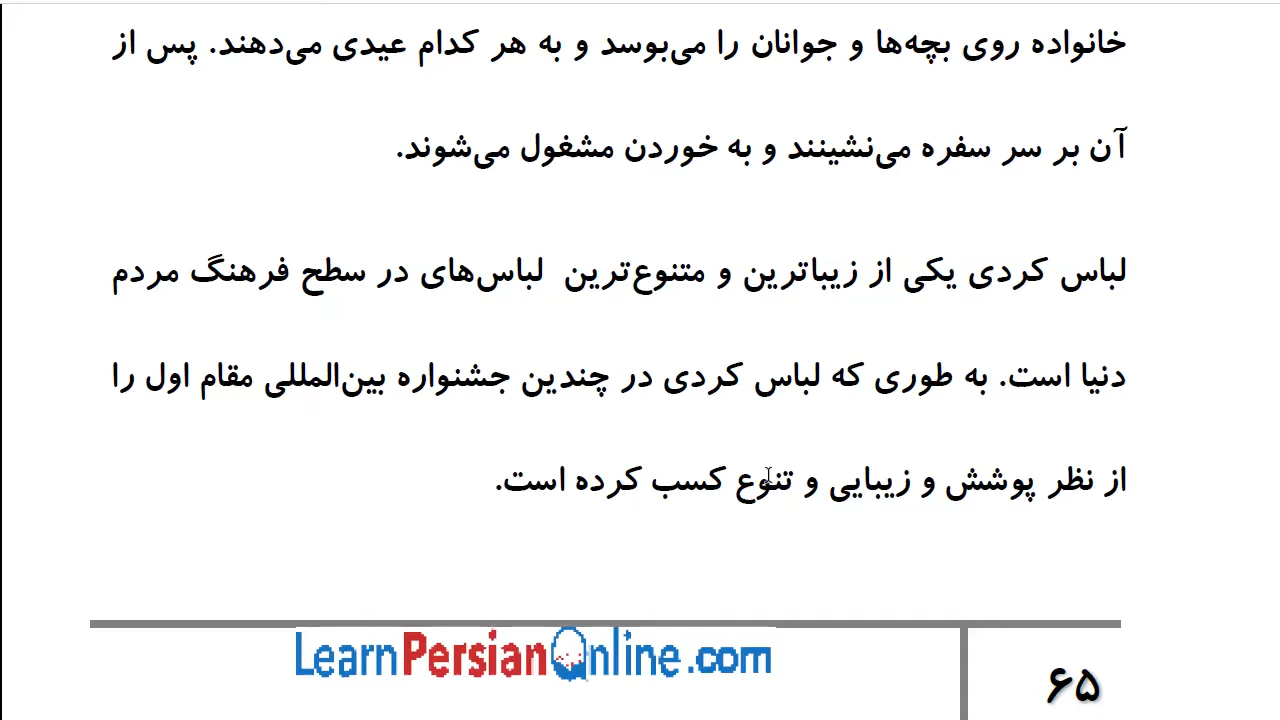 خانواده روی بچه‌ها و جوانان را می‌بوسد و به هر کدام عیدی می‌دهند. پس از
آن بر سر سفره می‌نشینند و به خوردن مشغول می‌شوند.
لباس کردی یکی از زیباترین و متنوع‌ترین لباس‌های در سطح فرهنگ مردم
دنیا است. به طوری که لباس کردی در چندین جشنواره بین‌المللی مقام اول را
از نظر پوشش و زیبایی و تنوع کسب کرده است.
LearnPersianOnline.com
۶۵